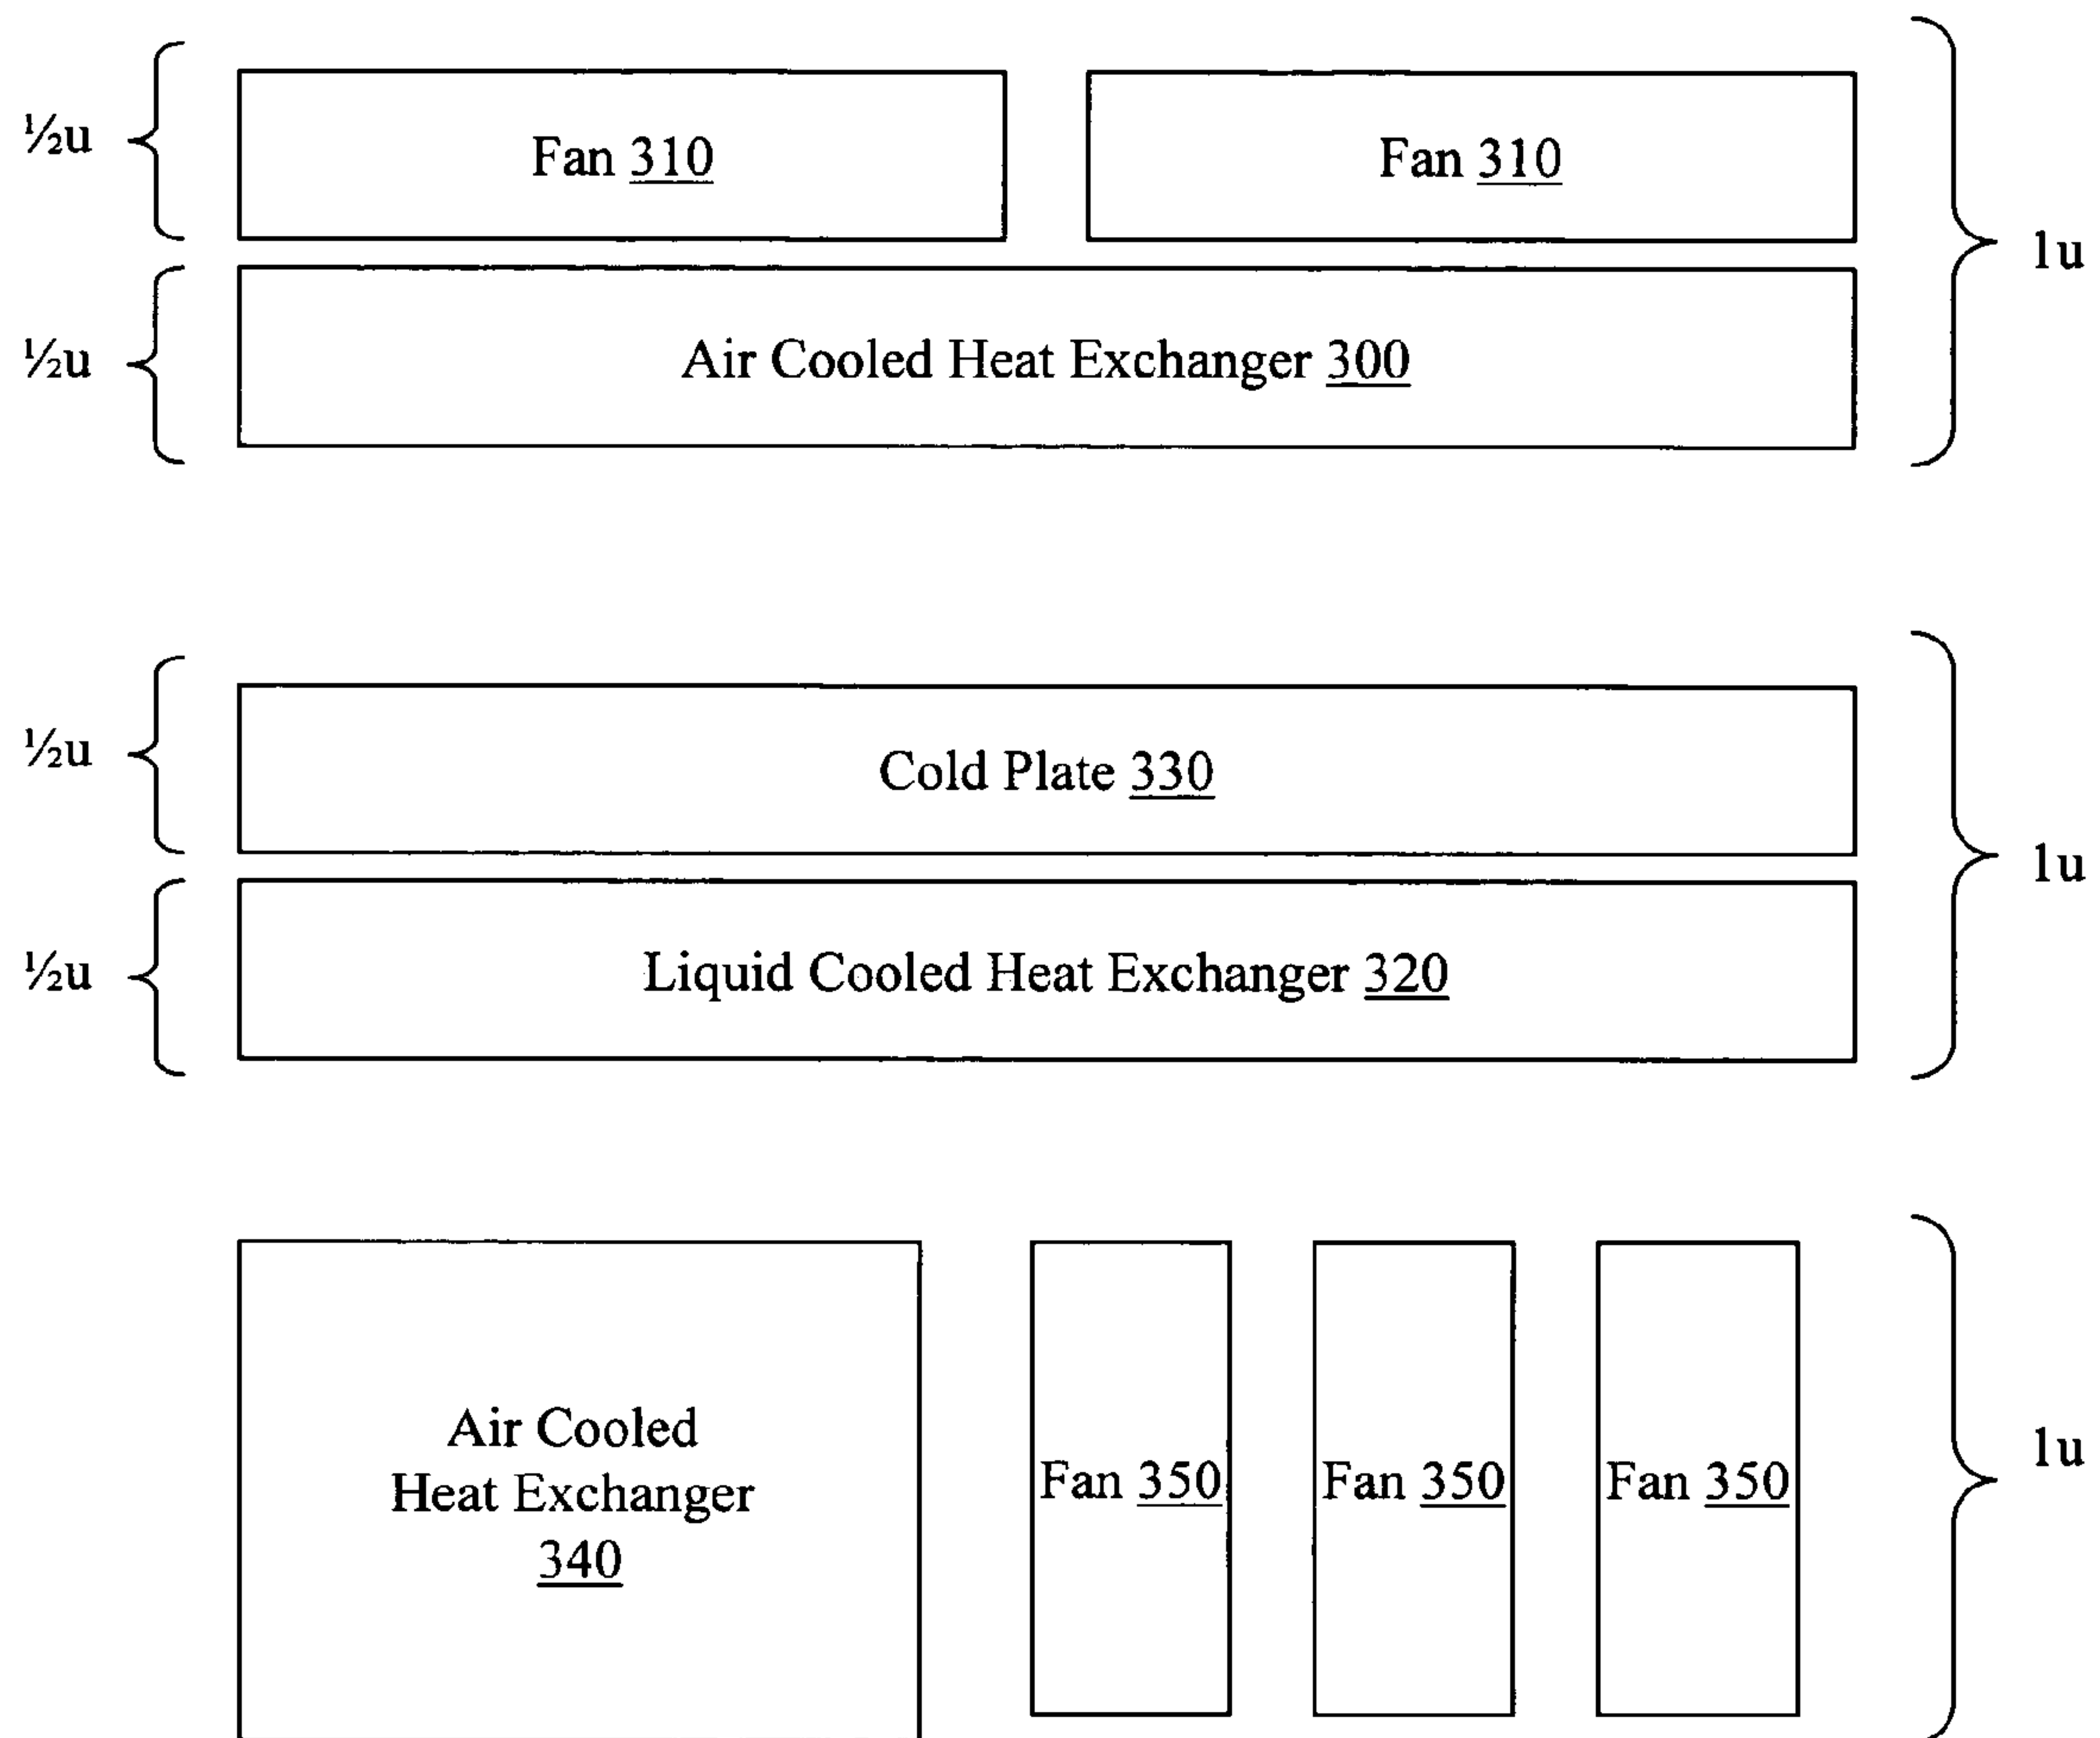 ½u
Fan 310
Fan 310
1u
½u
Air Cooled Heat Exchanger 300
½u
Cold Plate 330
1u
½u
Liquid Cooled Heat Exchanger 320
Air Cooled
Heat Exchanger
340
Fan 350
Fan 350
Fan 350
1u